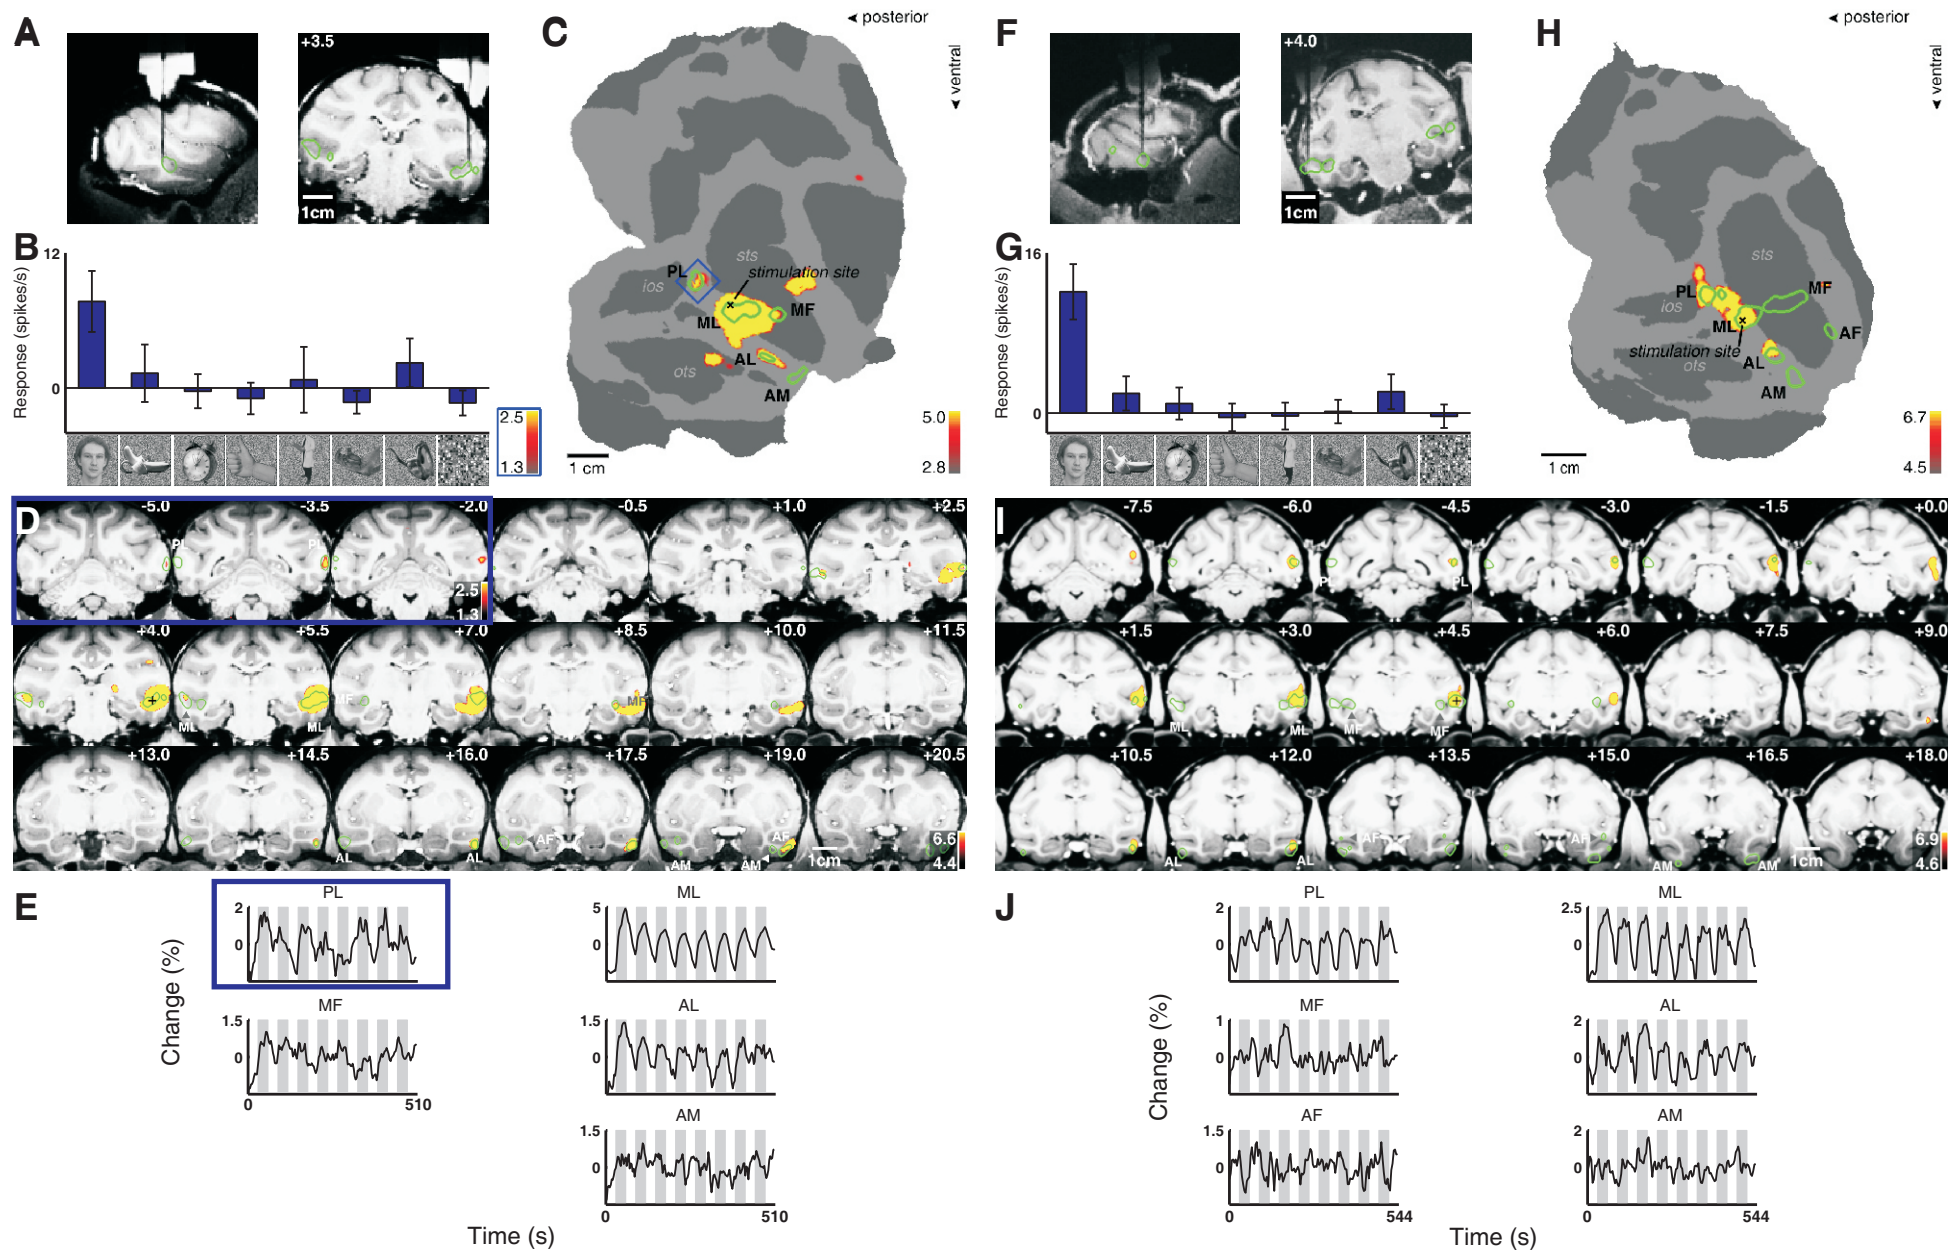 A
+3.5
1cm
B
12
0
Response (spikes/s)
2.5
1.3
C
posterior
ventral
PL
ios
sts
stimulation site
ML
MF
AL
ots
AM
1 cm
5.0
2.8
D
-5.0
-3.5
-2.0
-0.5
+1.0
+2.5
PL
PL
2.5
1.3
+4.0
+5.5
+7.0
+8.5
+10.0
+11.5
ML
ML
MF
MF
+13.0
+14.5
+16.0
+17.5
+19.0
+20.5
AL
AL
AF
AM
AM
AF
1cm
6.6
4.4
E
Change (%)
PL
2
0
ML
5
0
MF
1.5
0
0
510
AL
1.5
0
AM
1.5
0
0
510
Time (s)
F
+4.0
1cm
G
16
0
Response (spikes/s)
H
posterior
ventral
sts
PL
ios
MF
ML
AF
stimulation site
ots
AL
AM
1 cm
6.7
4.5
I
-7.5
-6.0
-4.5
-3.0
-1.5
+0.0
PL
PL
+1.5
+3.0
+4.5
+6.0
+7.5
+9.0
ML
ML
MF
MF
+10.5
+12.0
+13.5
+15.0
+16.5
+18.0
AL
AL
AF
AF
AM
AM
1cm
6.9
4.6
J
Change (%)
PL
2
0
ML
2.5
0
MF
1
0
AL
2
0
AF
1.5
0
0
544
AM
2
0
0
544
Time (s)